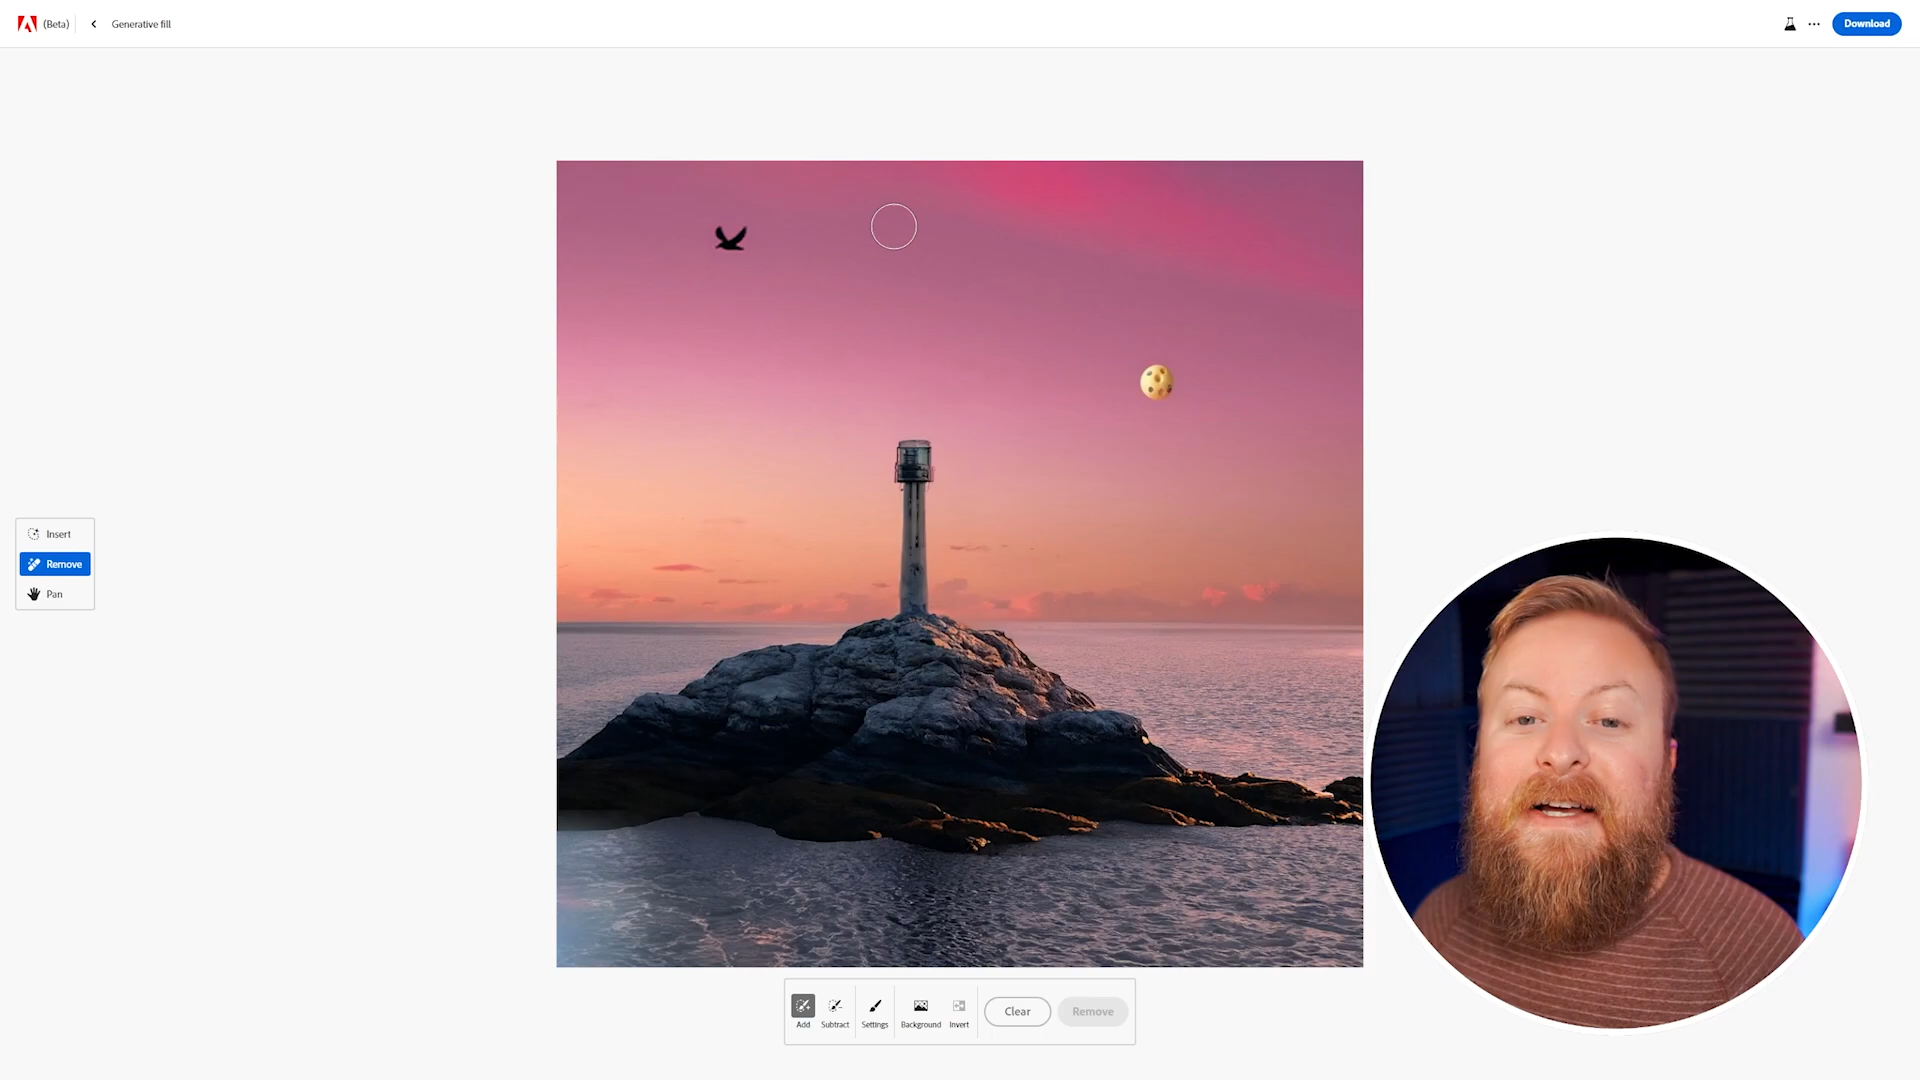 (Beta)
Generative fill
Download
Insert
Remove
Pan
Add
Subtract
Settings
Background
Invert
Clear
Remove